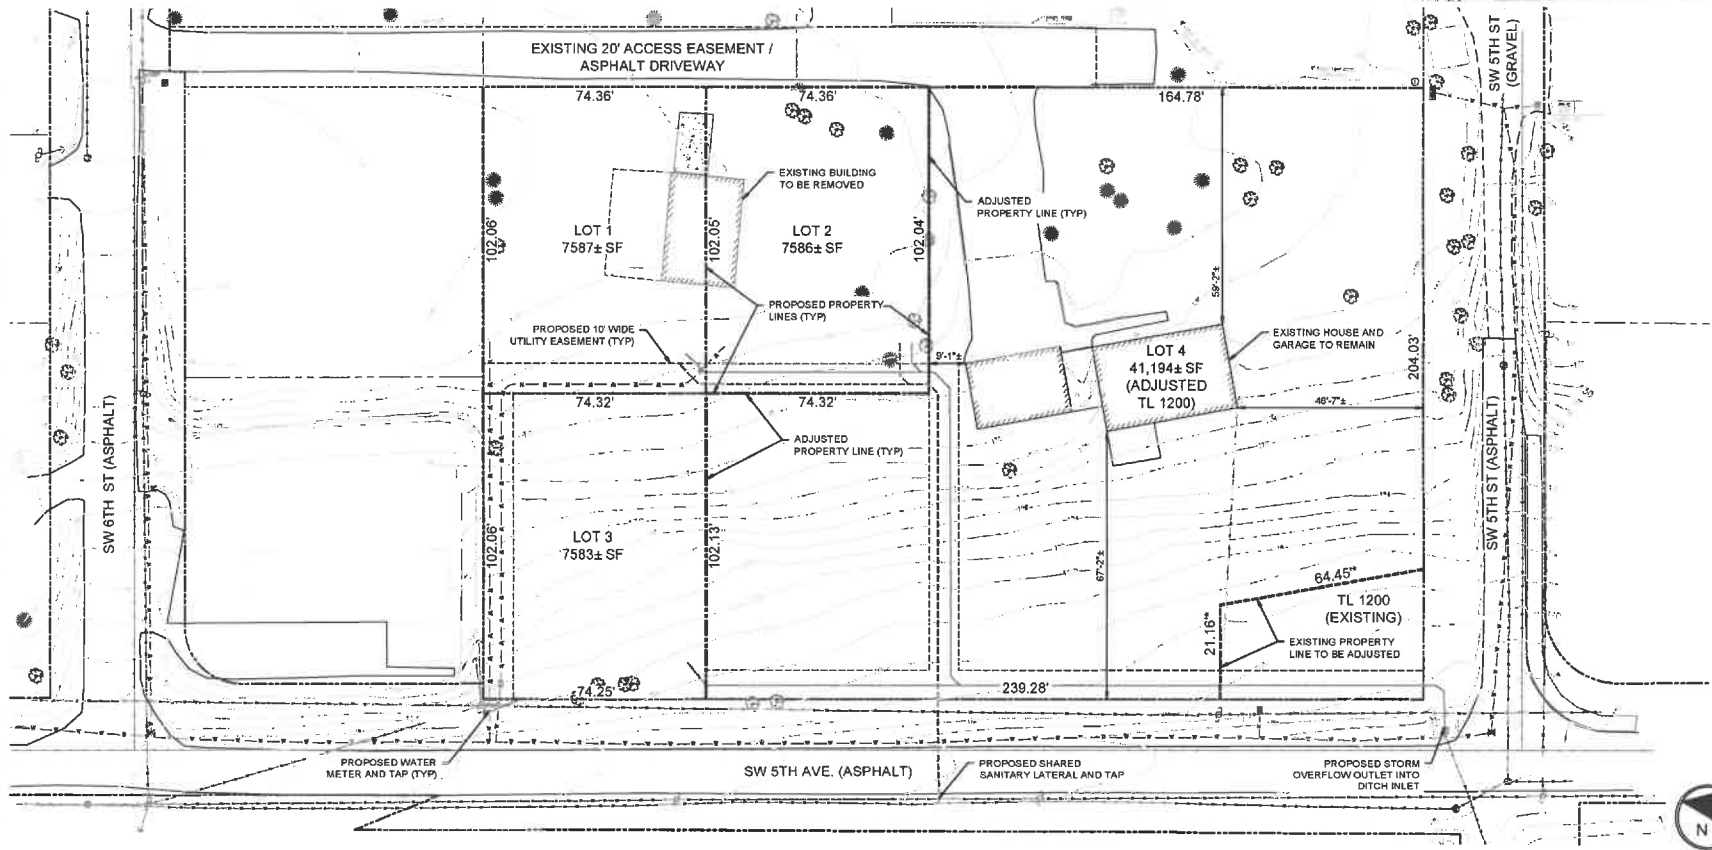 EXISTING 20' ACCESS EASEMENT /
ASPHALT DRIVEWAY
SW 5TH ST
(GRAVEL)
74.36'
74.36'
164.78'
EXISTING BUILDING
TO BE REMOVED
ADJUSTED
PROPERTY LINE (TYP)
LOT 1
7587± SF
LOT 2
7586± SF
102.06'
102.05'
102.04'
59'-2"±
PROPOSED PROPERTY
LINES (TYP)
PROPOSED 10' WIDE
UTILITY EASEMENT (TYP)
EXISTING HOUSE AND
GARAGE TO REMAIN
9'-1"±
LOT 4
41,194± SF
(ADJUSTED
TL 1200)
204.03'
74.32'
74.32'
46'-7"±
SW 6TH ST (ASPHALT)
ADJUSTED
PROPERTY LINE (TYP)
SW 5TH ST (ASPHALT)
50
LOT 3
7583± SF
102.06'
102.13'
67'-2"±
64.45'*
TL 1200
(EXISTING)
21.16'*
EXISTING PROPERTY
LINE TO BE ADJUSTED
74.25'
239.28'
PROPOSED WATER
METER AND TAP (TYP)
SW 5TH AVE. (ASPHALT)
PROPOSED SHARED
SANITARY LATERAL AND TAP
PROPOSED STORM
OVERFLOW OUTLET INTO
DITCH INLET
N